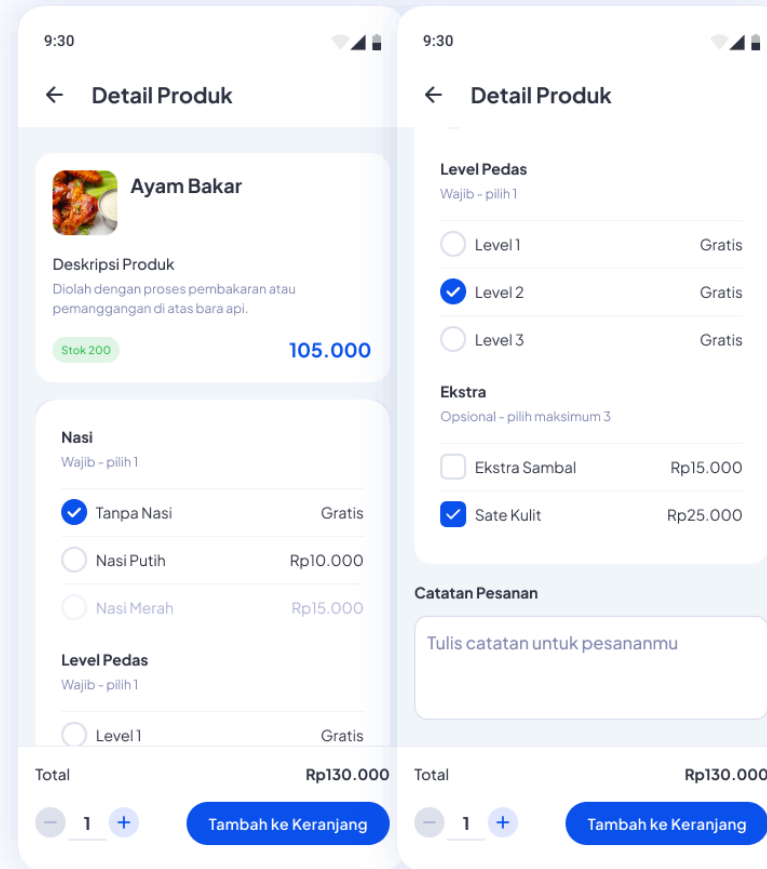 9:30
Detail Produk
Ayam Bakar
Deskripsi Produk
Diolah dengan proses pembakaran atau
pemanggangan di atas bara api.
Stok 200
105.000
Nasi
Wajib - pilih 1
Tanpa Nasi Gratis
Nasi Putih Rp10.000
Nasi Merah Rp15.000
Level Pedas
Wajib - pilih 1
Level 1 Gratis
Total Rp130.000
1
Tambah ke Keranjang
9:30
Detail Produk
Level Pedas
Wajib - pilih 1
Level 1 Gratis
Level 2 Gratis
Level 3 Gratis
Ekstra
Opsional - pilih maksimum 3
Ekstra Sambal Rp15.000
Sate Kulit Rp25.000
Catatan Pesanan
Tulis catatan untuk pesananmu
Total Rp130.000
1
Tambah ke Keranjang